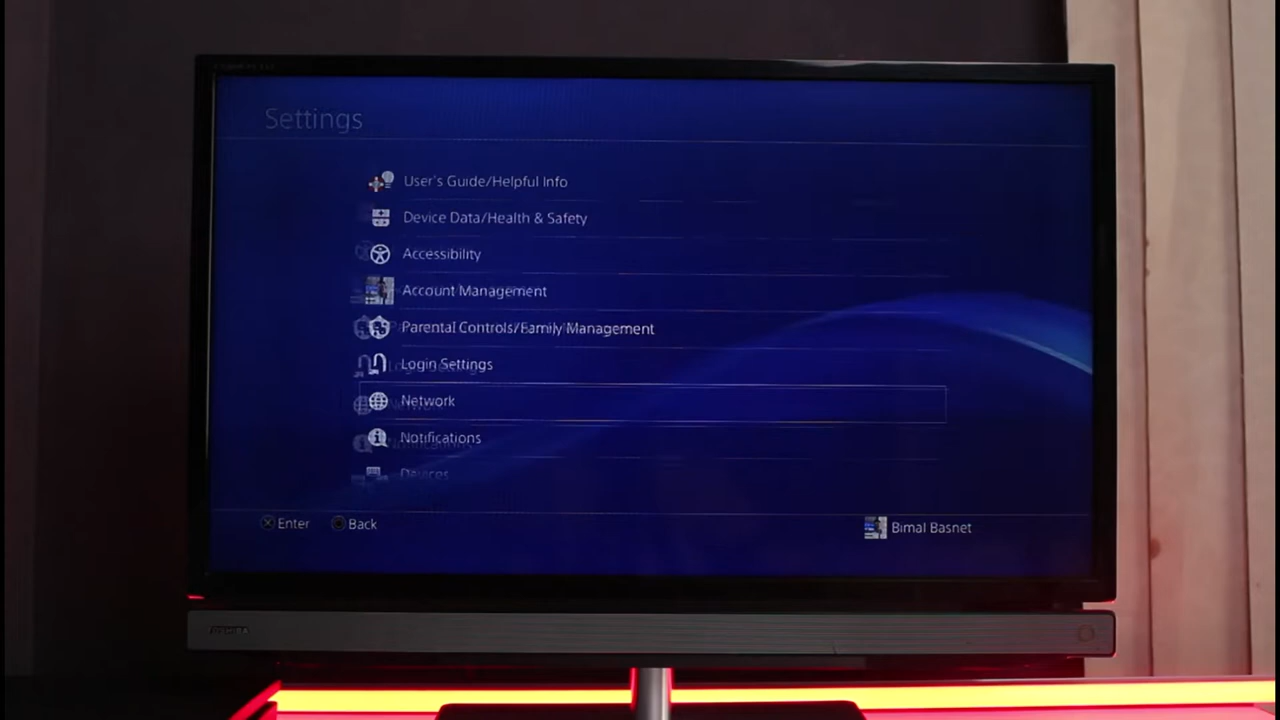 Settings
User's Guide/Helpful Info
Device Data/Health & Safety
Accessibility
Account Management
Parental Controls/Family Management
Login Settings
Network
Notifications
Devices
Enter
Back
Bimal Basnet
TOSHIBA